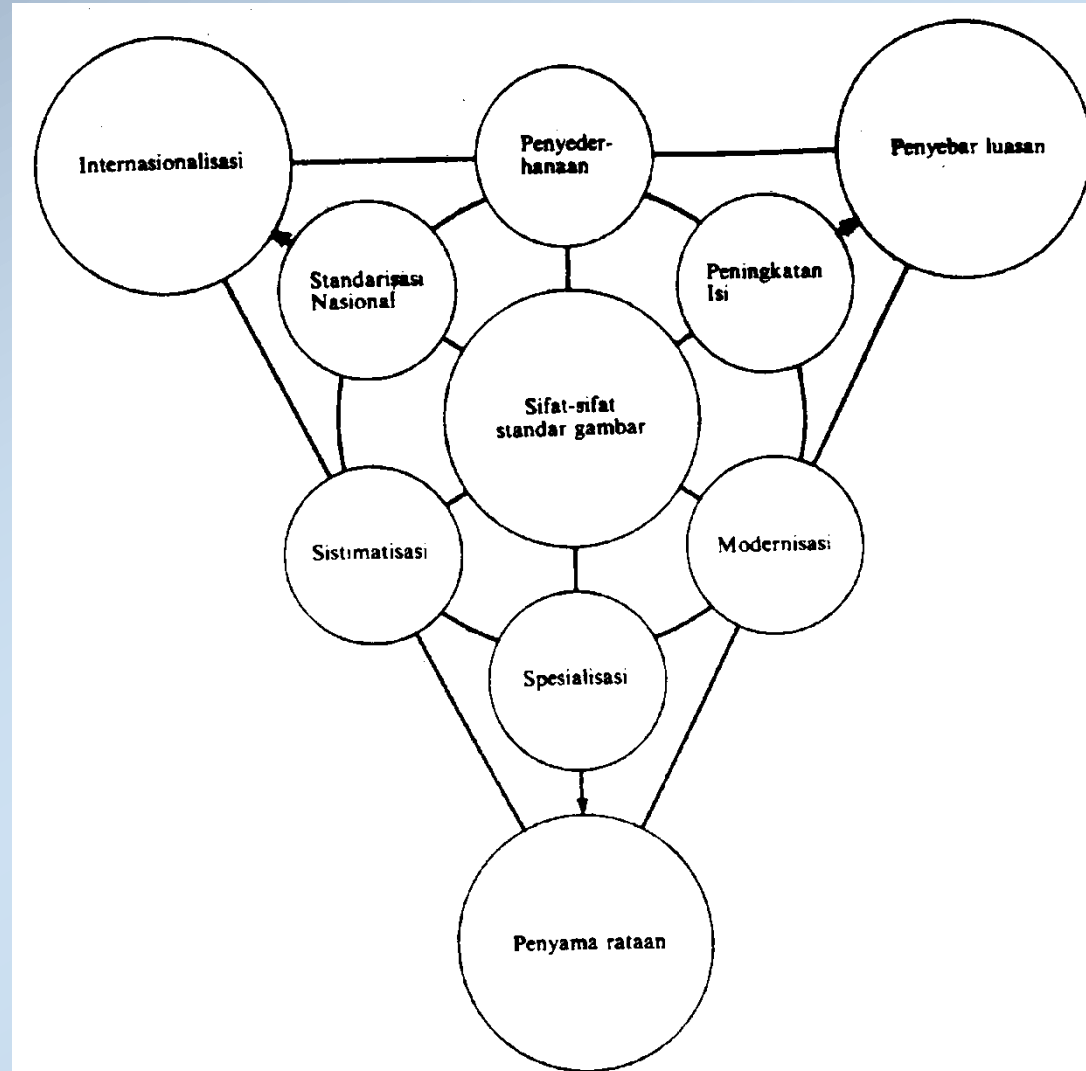 Internasionalisasi
Penyeder-
hanaan
Penyebar luasan
Standarisasi
Nasional
Peningkatan
Isi
Sifat-sifat
standar gambar
Sistimatisasi
Modernisasi
Spesialisasi
Penyama rataan